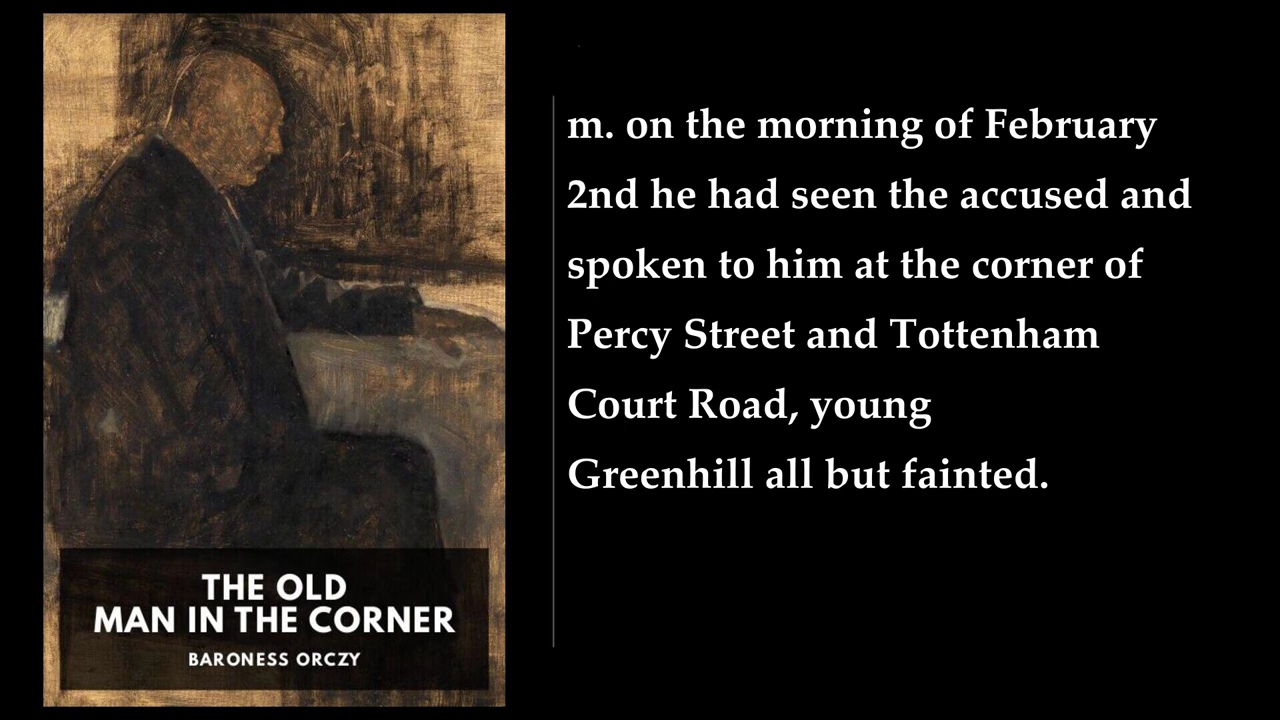 m. on the morning of February
2nd he had seen the accused and
spoken to him at the corner of
Percy Street and Tottenham
Court Road, young
Greenhill all but fainted.
THE OLD
MAN IN THE CORNER
BARONESS ORCZY